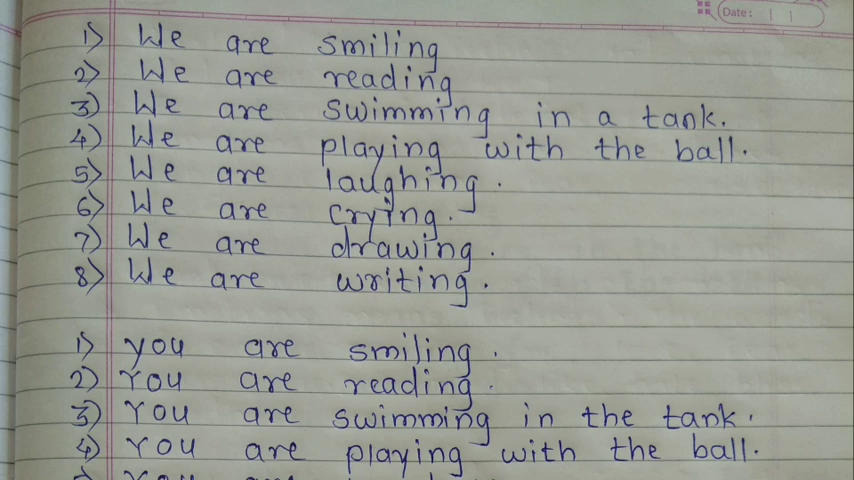 Date:
1) We are smiling
2) We are reading
3) We are swimming in a tank.
4) We are playing with the ball.
5) We are laughing.
6) We are crying.
7) We are drawing.
8) We are writing.
1) you are smiling.
2) You are reading.
3) You are swimming in the tank.
4) You are playing with the ball.